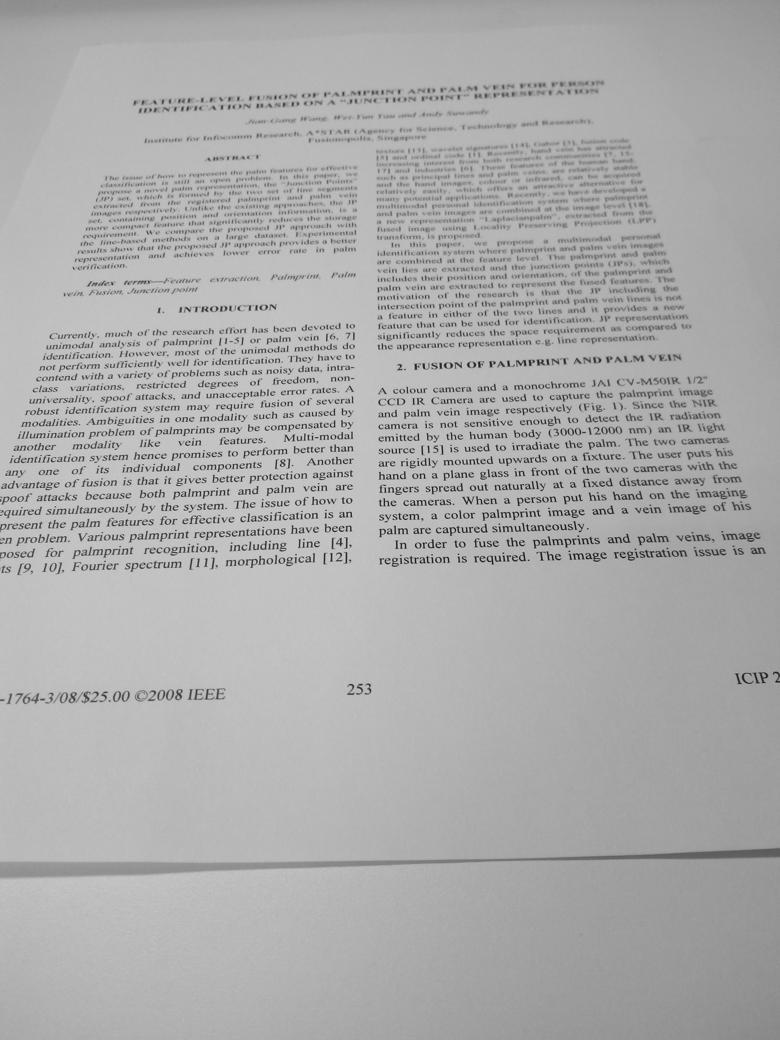 FEATURE-LEVEL FUSION OF PALMPRINT AND PALM VEIN FOR PERSON
IDENTIFICATION BASED ON A "JUNCTION POINT" REPRESENTATION
Jian-Gang Wang, Wei-Yun Yau and Andy Suwandy
Institute for Infocomm Research, A*STAR (Agency for Science, Technology and Research),
Fusionopolis, Singapore
ABSTRACT
The issue of how to represent the palm features for effective
classification is still an open problem. In this paper, we
propose a novel palm representation, the "Junction Points"
(JP) set, which is formed by the two set of line segments
extracted from the registered palmprint and palm vein
images respectively. Unlike the existing approaches, the JP
set, containing position and orientation information, is a
more compact feature that significantly reduces the storage
requirement. We compare the proposed JP approach with
the line-based methods on a large dataset. Experimental
results show that the proposed JP approach provides a better
representation and achieves lower error rate in palm
verification.
Index terms—Feature extraction, Palmprint, Palm
vein, Fusion, Junction point
1. INTRODUCTION
Currently, much of the research effort has been devoted to
unimodal analysis of palmprint [1-5] or palm vein [6, 7]
identification. However, most of the unimodal methods do
not perform sufficiently well for identification. They have to
contend with a variety of problems such as noisy data, intra-
class variations, restricted degrees of freedom, non-
universality, spoof attacks, and unacceptable error rates. A
robust identification system may require fusion of several
modalities. Ambiguities in one modality such as caused by
illumination problem of palmprints may be compensated by
another modality like vein features. Multi-modal
identification system hence promises to perform better than
any one of its individual components [8]. Another
advantage of fusion is that it gives better protection against
spoof attacks because both palmprint and palm vein are
equired simultaneously by the system. The issue of how to
present the palm features for effective classification is an
en problem. Various palmprint representations have been
posed for palmprint recognition, including line [4],
ts [9, 10], Fourier spectrum [11], morphological [12],
texture [13], wavelet signatures [14], Gabor [3], fusion code
[5] and ordinal code [1]. Recently, hand vein has attracted
increasing interest from both research communities [7, 15-
17] and industries [6]. These features of the human hand,
such as principal lines and palm veins, are relatively stable
and the hand images, colour or infrared, can be acquired
relatively easily, which offers an attractive alternative for
many potential applications. Recently, we have developed a
multimodal personal identification system where palmprint
and palm vein images are combined at the image level [18].
a new representation "Laplacianpalm", extracted from the
fused image using Locality Preserving Projection (LPP)
transform, is proposed.
In this paper, we propose a multimodal personal
identification system where palmprint and palm vein images
are combined at the feature level. The palmprint and palm
vein lies are extracted and the junction points (JPs), which
includes their position and orientation, of the palmprint and
palm vein are extracted to represent the fused features. The
motivation of the research is that the JP including the
intersection point of the palmprint and palm vein lines is not
a feature in either of the two lines and it provides a new
feature that can be used for identification. JP representation
significantly reduces the space requirement as compared to
the appearance representation e.g. line representation.
2. FUSION OF PALMPRINT AND PALM VEIN
A colour camera and a monochrome JAI CV-M50IR 1/2"
CCD IR Camera are used to capture the palmprint image
and palm vein image respectively (Fig. 1). Since the NIR
camera is not sensitive enough to detect the IR radiation
emitted by the human body (3000-12000 nm) an IR light
source [15] is used to irradiate the palm. The two cameras
are rigidly mounted upwards on a fixture. The user puts his
hand on a plane glass in front of the two cameras with the
fingers spread out naturally at a fixed distance away from
the cameras. When a person put his hand on the imaging
system, a color palmprint image and a vein image of his
palm are captured simultaneously.
In order to fuse the palmprints and palm veins, image
registration is required. The image registration issue is an
-1764-3/08/$25.00 ©2008 IEEE
253
ICIP 2